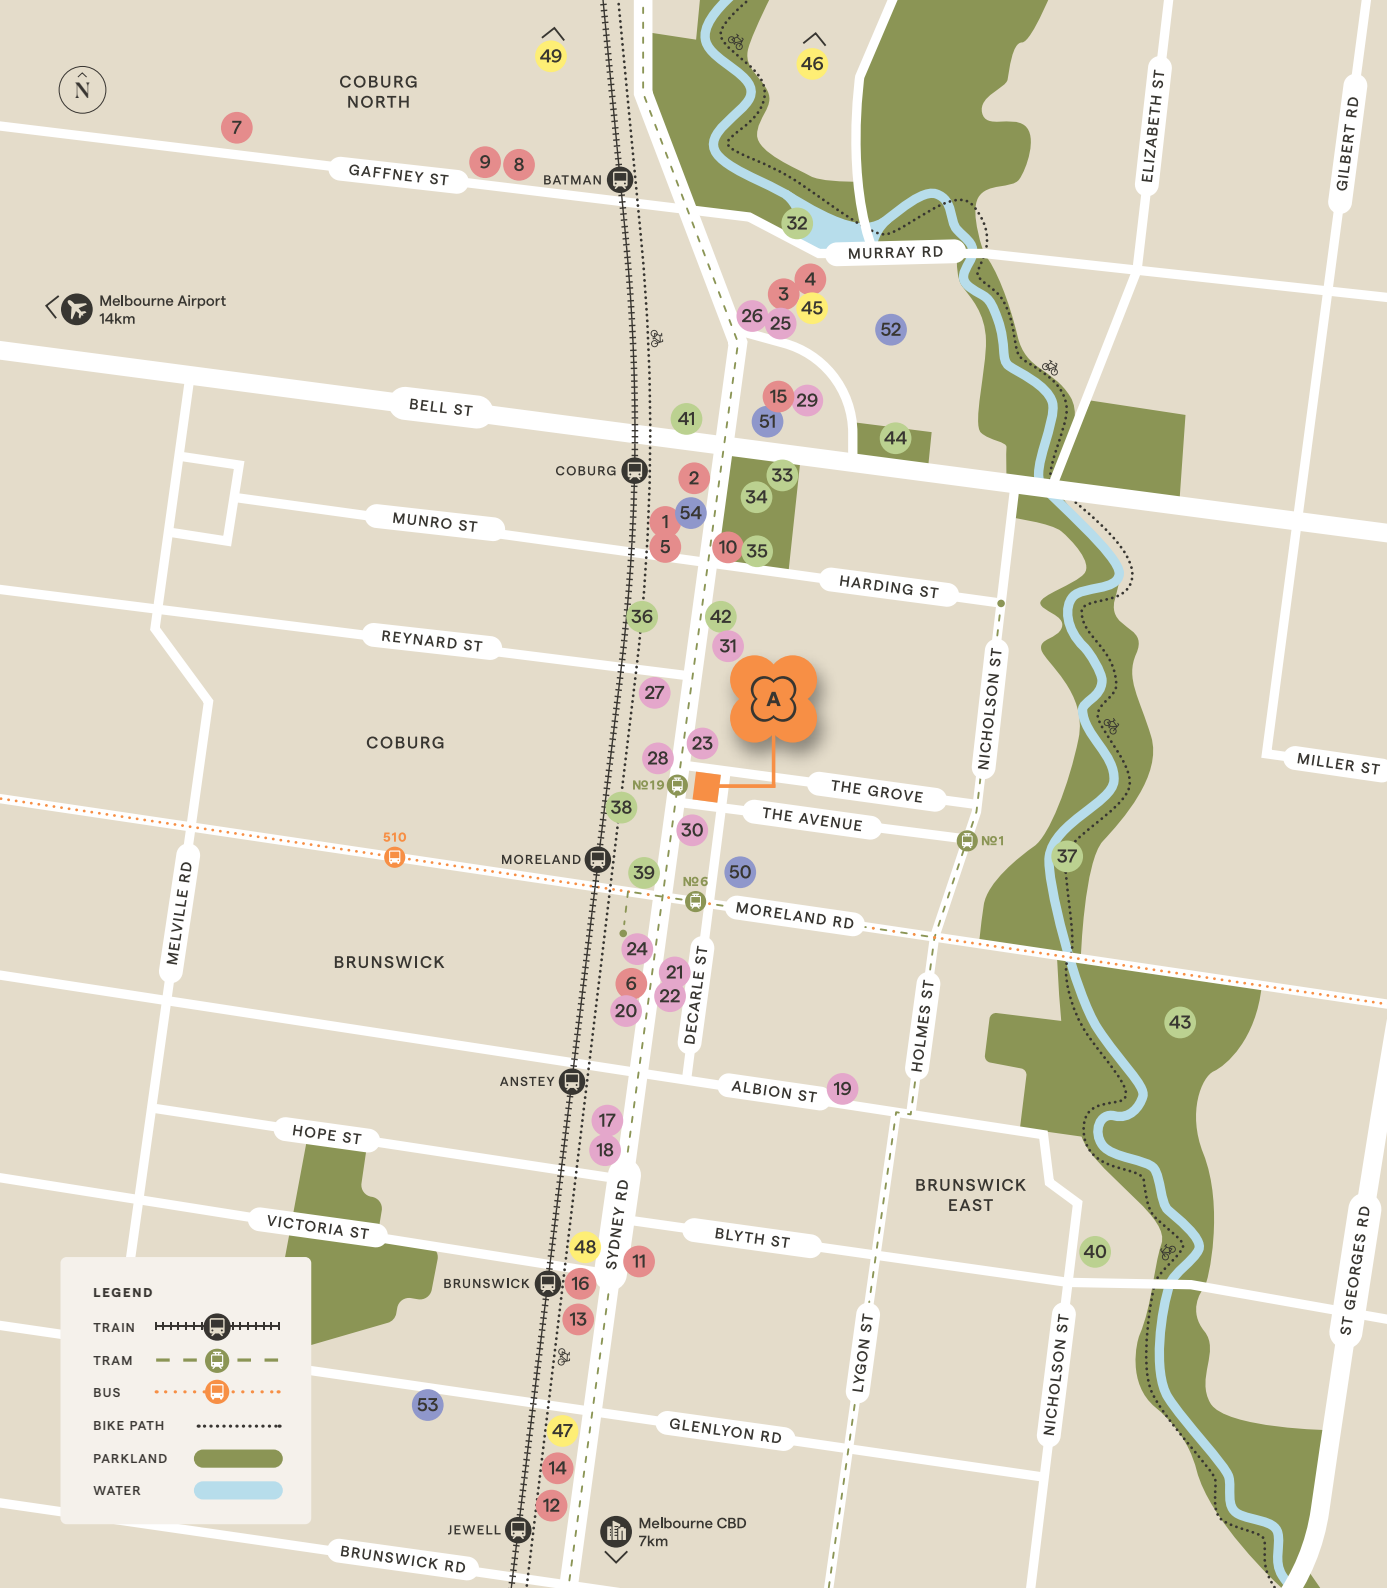 49
46
COBURG
NORTH
N
7
9
8
GAFFNEY ST
BATMAN
ELIZABETH ST
GILBERT RD
32
MURRAY RD
4
3
45
26
25
52
Melbourne Airport
14km
BELL ST
41
15
29
51
44
COBURG
2
33
34
54
1
5
10
35
MUNRO ST
HARDING ST
36
42
31
REYNARD ST
27
A
NICHOLSON ST
COBURG
23
28
Nº19
THE GROVE
MILLER ST
38
THE AVENUE
30
Nº1
510
MORELAND
39
Nº6
50
37
MELVILLE RD
MORELAND RD
BRUNSWICK
24
21
6
22
20
DECARLE ST
HOLMES ST
43
ANSTEY
ALBION ST
19
17
18
HOPE ST
BRUNSWICK
EAST
SYDNEY RD
VICTORIA ST
BLYTH ST
48
11
40
ST GEORGES RD
BRUNSWICK
16
13
LYGON ST
NICHOLSON ST
LEGEND
TRAIN
TRAM
BUS
BIKE PATH
PARKLAND
WATER
53
47
GLENLYON RD
14
12
JEWELL
Melbourne CBD
7km
BRUNSWICK RD